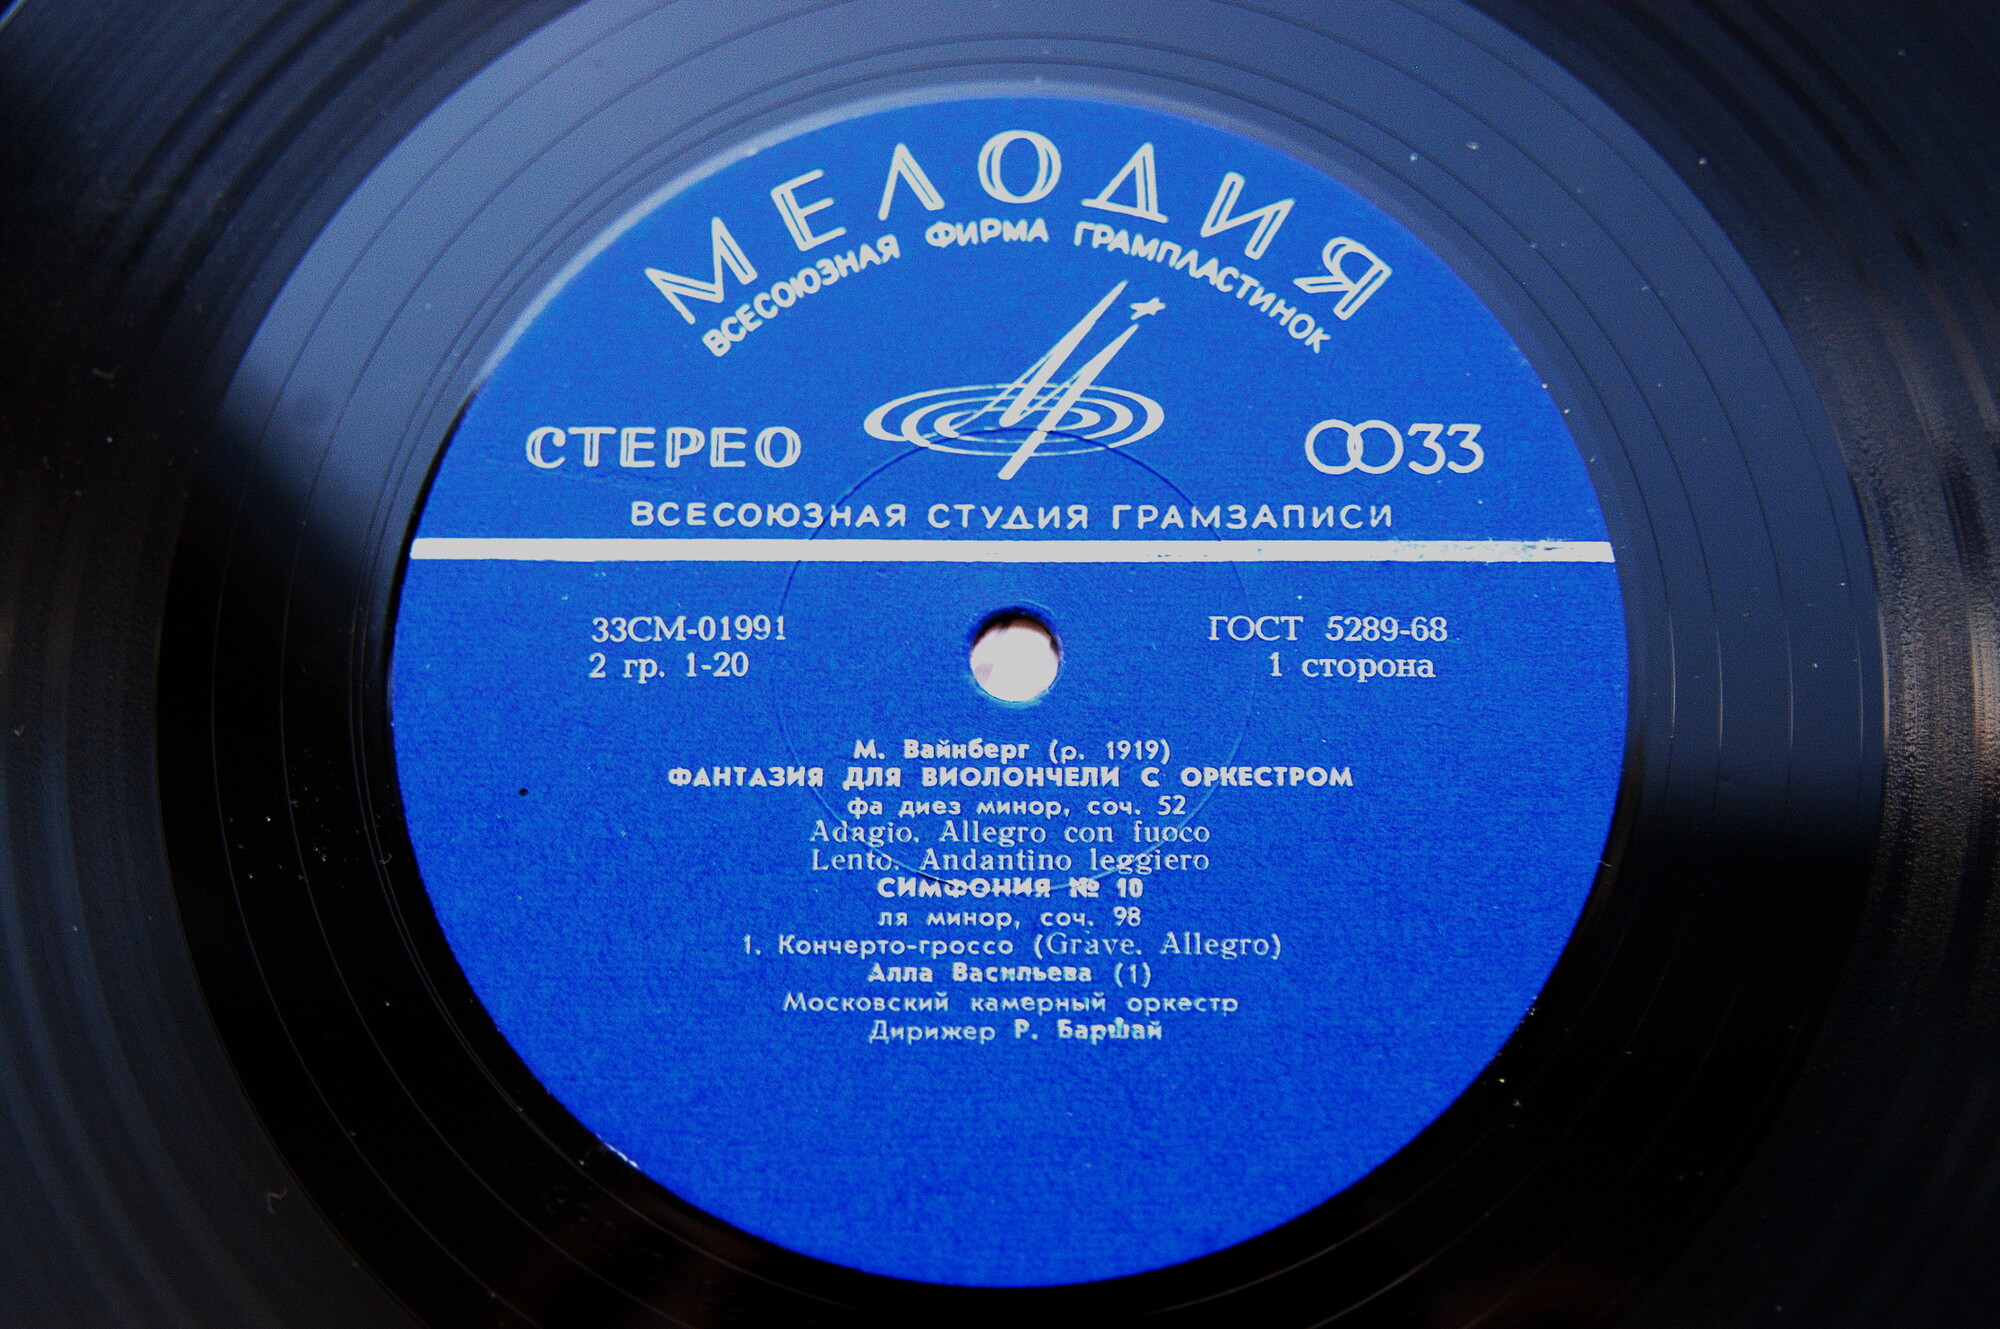 МЕЛОДИЯ
ВСЕСОЮЗНАЯ ФИРМА ГРАМПЛАСТИНОК
СТЕРЕО
33
ВСЕСОЮЗНАЯ СТУДИЯ ГРАМЗАПИСИ
33СМ-01991
ГОСТ 5289-68
2 гр. 1-20
1 сторона
М. Вайнберг (р. 1919)
ФАНТАЗИЯ ДЛЯ ВИОЛОНЧЕЛИ С ОРКЕСТРОМ
фа диез минор, соч. 52
Adagio. Allegro con fuoco
Lento. Andantino leggiero
СИМФОНИЯ № 10
ля минор, соч. 98
1. Кончерто-гроссо (Grave. Allegro)
Алла Васильева (1)
Московский камерный оркестр
Дирижер Р. Баршай